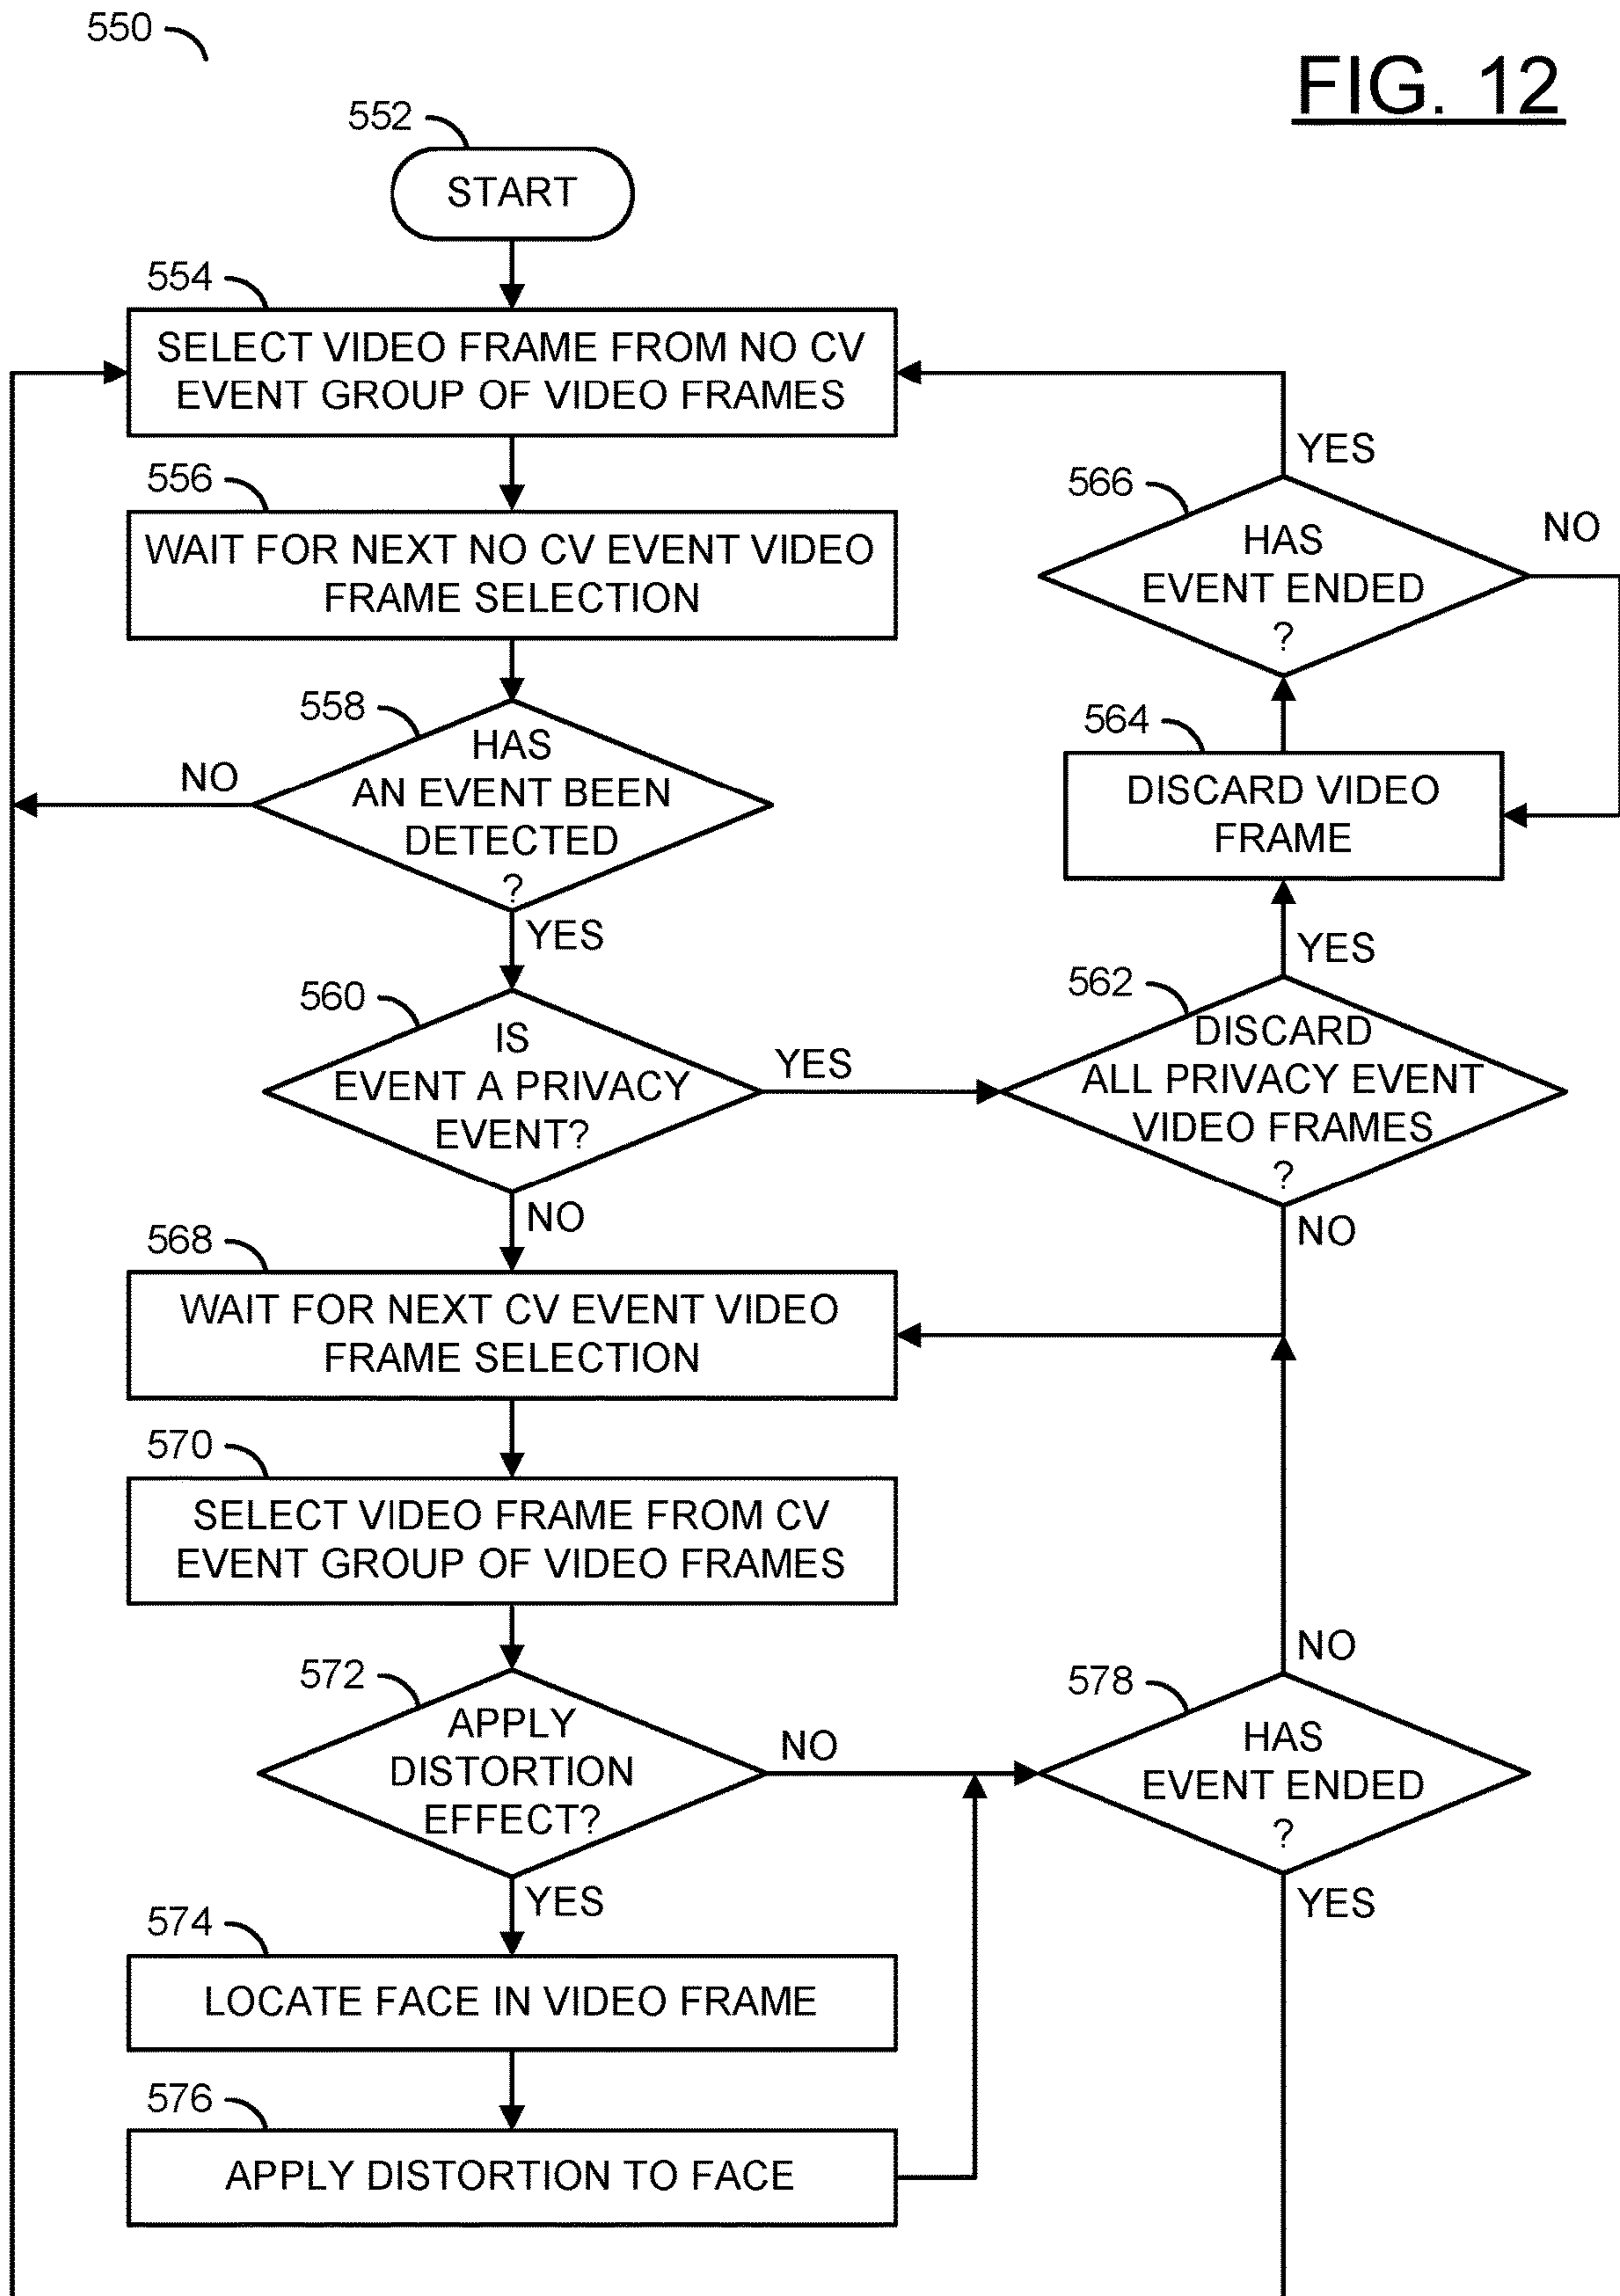 550
FIG. 12
552
START
554
SELECT VIDEO FRAME FROM NO CV
EVENT GROUP OF VIDEO FRAMES
556
WAIT FOR NEXT NO CV EVENT VIDEO
FRAME SELECTION
558
HAS
AN EVENT BEEN
DETECTED
?
NO
YES
560
IS
EVENT A PRIVACY
EVENT?
YES
NO
562
DISCARD
ALL PRIVACY EVENT
VIDEO FRAMES
?
YES
NO
564
DISCARD VIDEO
FRAME
566
HAS
EVENT ENDED
?
YES
NO
568
WAIT FOR NEXT CV EVENT VIDEO
FRAME SELECTION
570
SELECT VIDEO FRAME FROM CV
EVENT GROUP OF VIDEO FRAMES
572
APPLY
DISTORTION
EFFECT?
NO
YES
574
LOCATE FACE IN VIDEO FRAME
576
APPLY DISTORTION TO FACE
578
HAS
EVENT ENDED
?
NO
YES